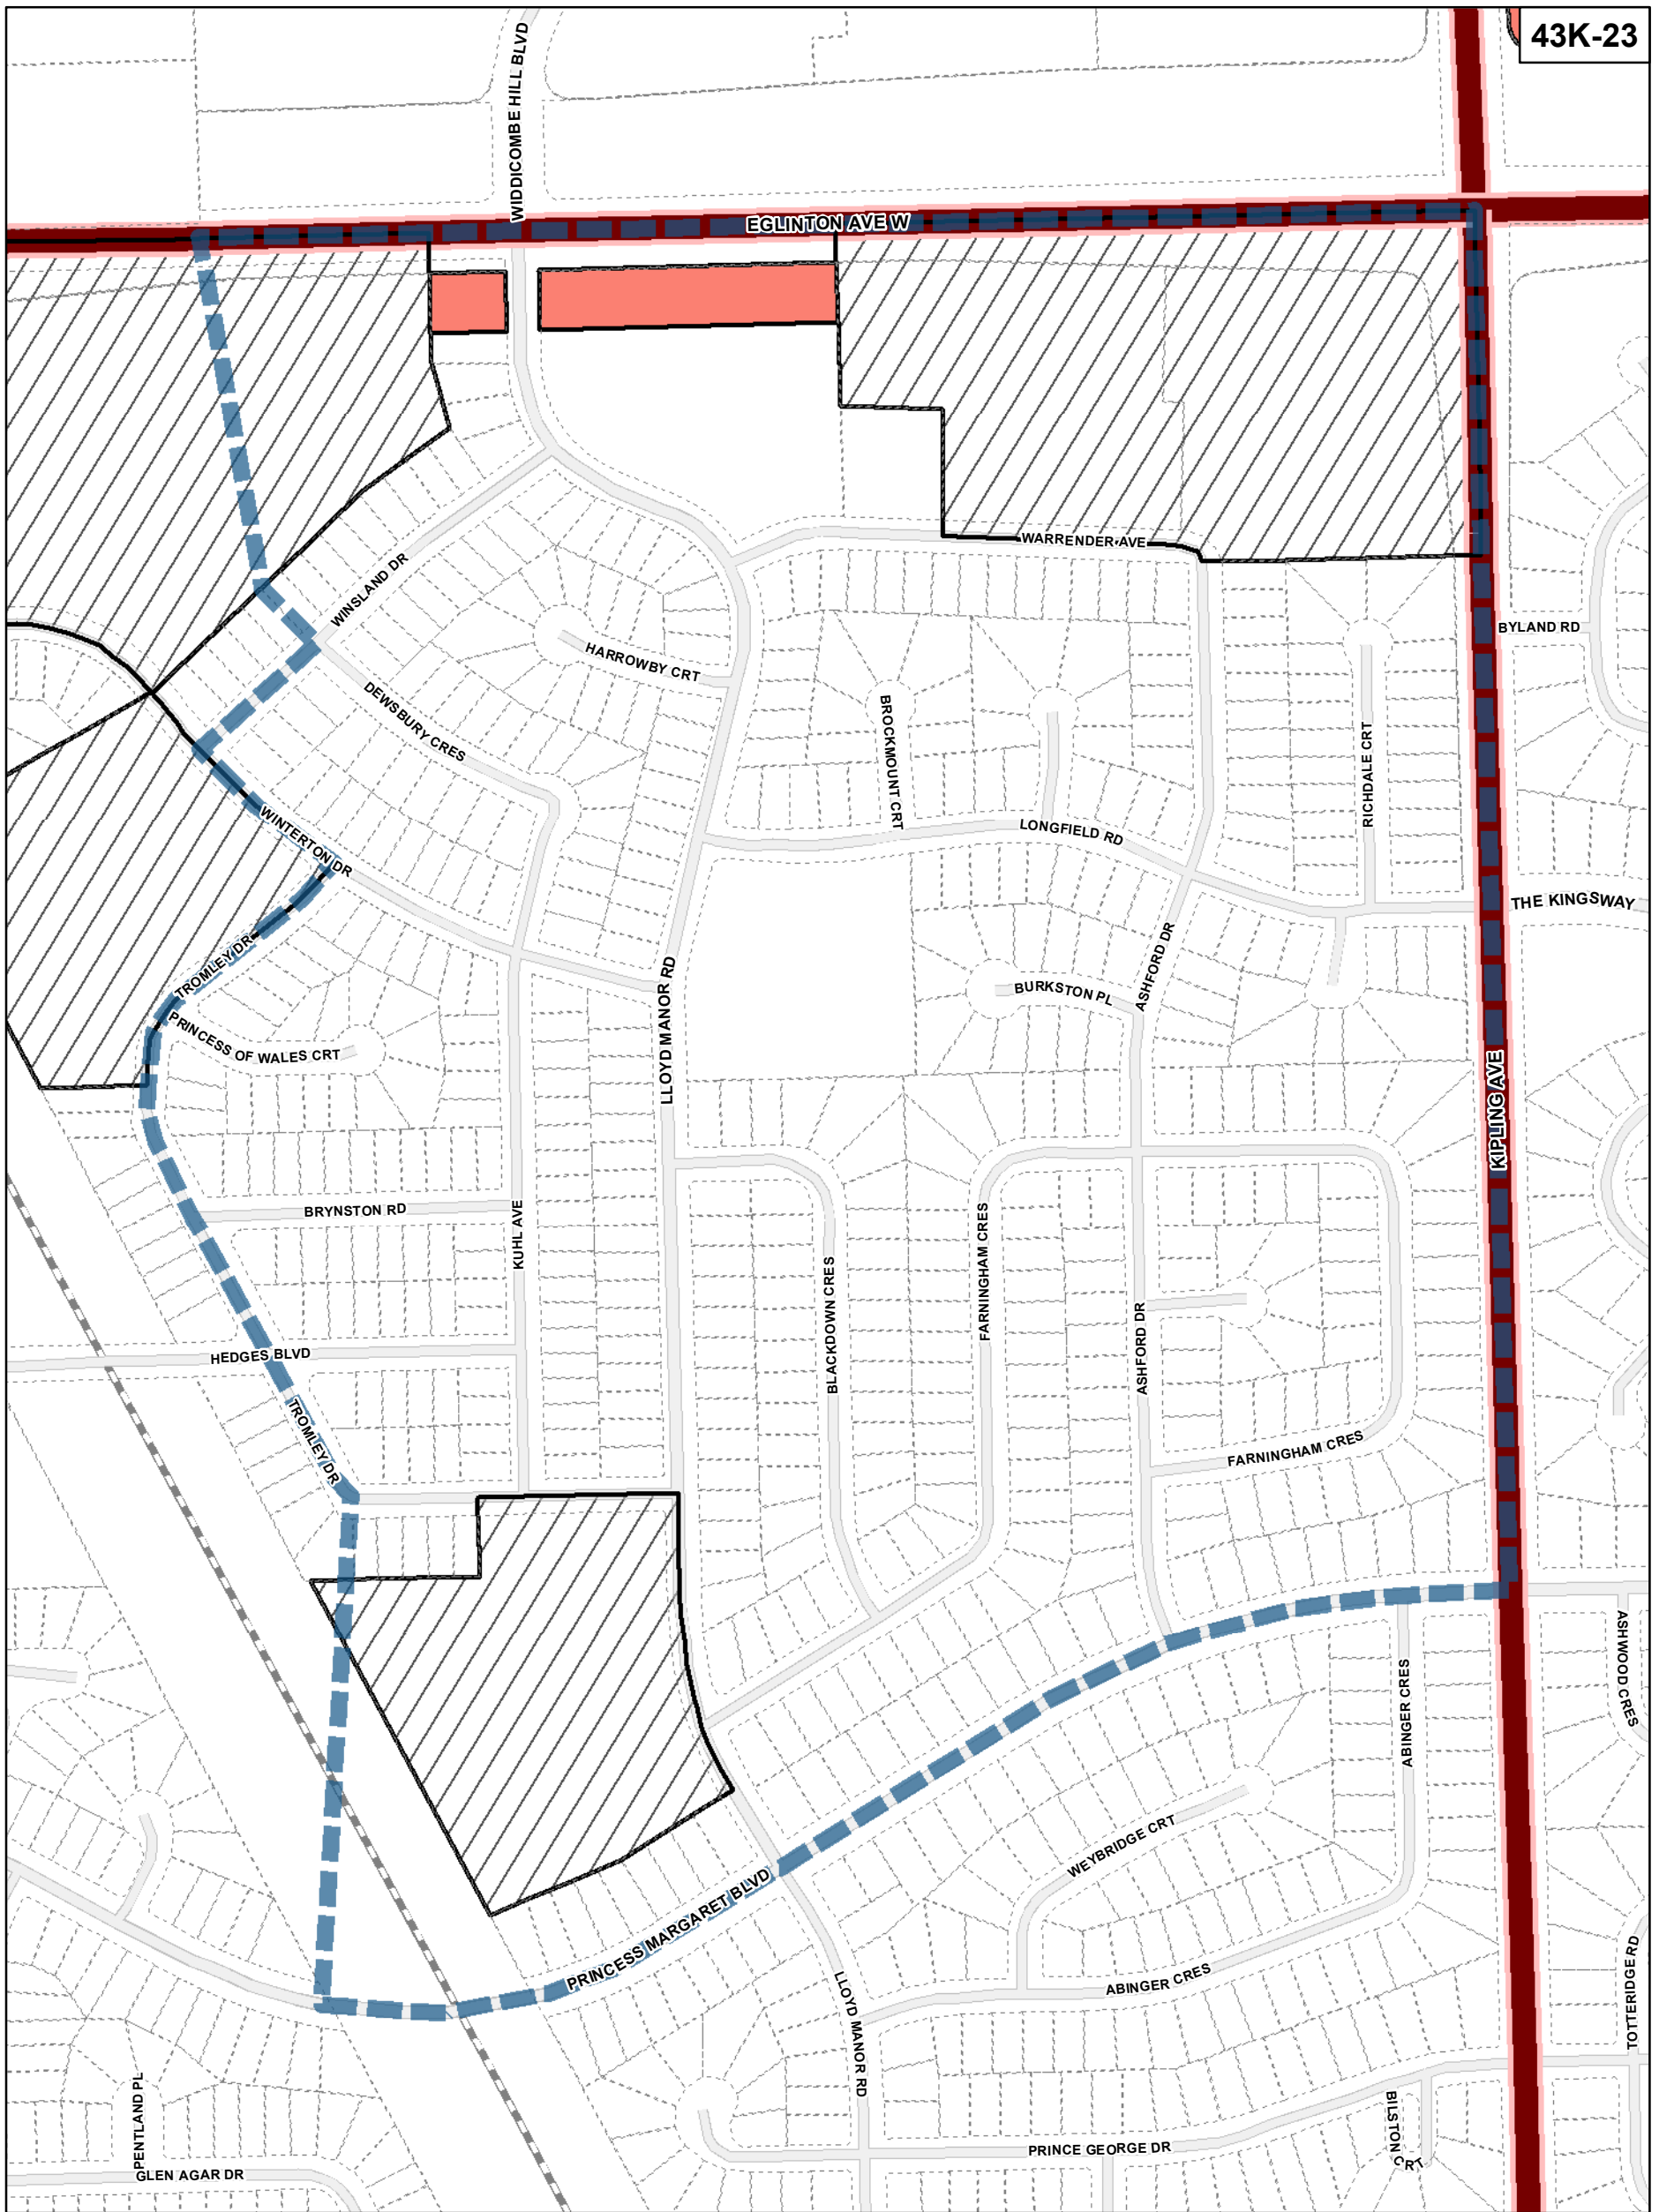 43K-23
WIDDICOMBE HILL BLVD
EGLINTON AVE W
WARRENDER AVE
WINSLAND DR
BYLAND RD
HARROWBY CRT
DEWSBURY CRES
BROCKMOUNT CRT
RICHDALE CRT
LONGFIELD RD
WINTERTON DR
THE KINGSWAY
TROMLEY DR
ASHFORD DR
BURKSTON PL
LLOYD MANOR RD
PRINCESS OF WALES CRT
KIPLING AVE
BRYNSTON RD
KUHL AVE
FARNINGHAM CRES
BLACKDOWN CRES
ASHFORD DR
HEDGES BLVD
TROMLEY DR
FARNINGHAM CRES
ASHWOOD CRES
ABINGER CRES
WEYBRIDGE CRT
PRINCESS MARGARET BLVD
ABINGER CRES
LLOYD MANOR RD
TOTTERIDGE RD
PENTLAND PL
BILSTON CRT
PRINCE GEORGE DR
GLEN AGAR DR